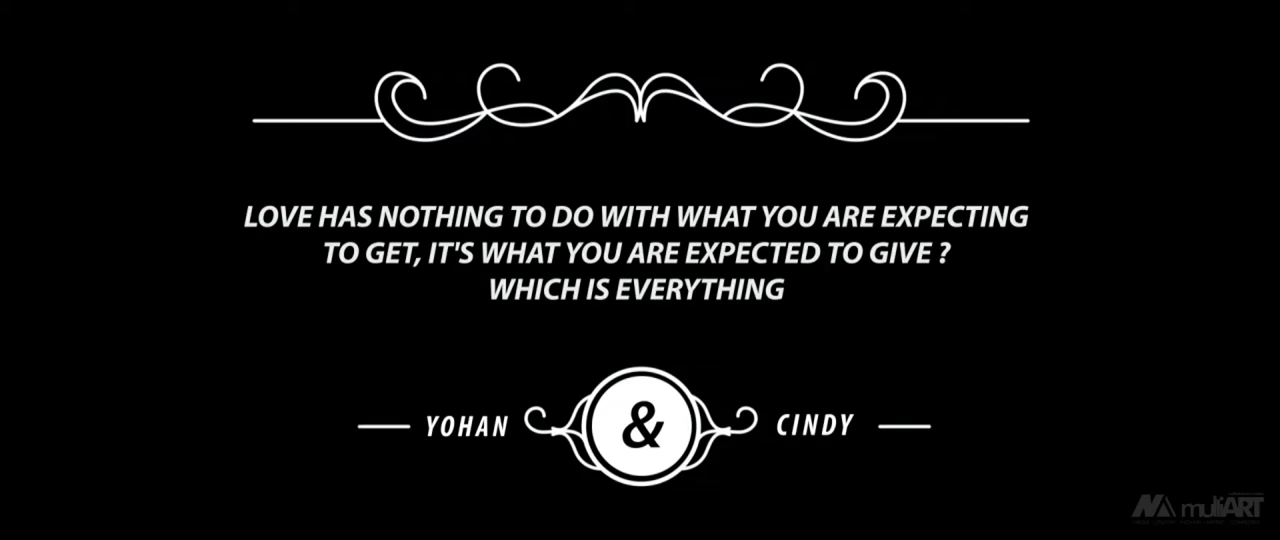 LOVE HAS NOTHING TO DO WITH WHAT YOU ARE EXPECTING
TO GET, IT'S WHAT YOU ARE EXPECTED TO GIVE ?
WHICH IS EVERYTHING
YOHAN & CINDY
multiART